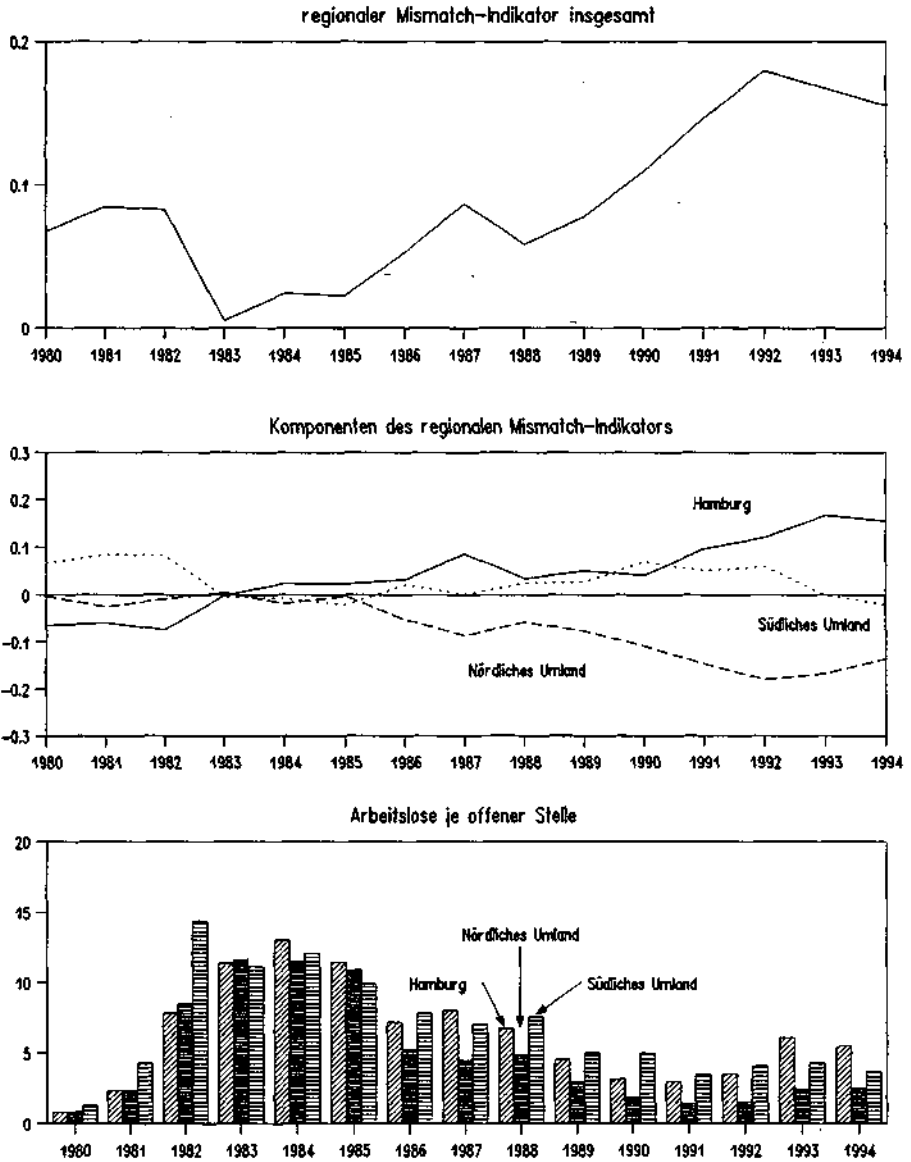 regionaler Mismatch-Indikator insgesamt
0.2
0.1
0
1980 1981 1982 1983 1984 1985 1986 1987 1988 1989 1990 1991 1992 1993 1994
Komponenten des regionalen Mismatch-Indikators
0.3
0.2
Hamburg
0.1
0
Südliches Umland
-0.1
Nördliches Umland
-0.2
-0.3
1980 1981 1982 1983 1984 1985 1986 1987 1988 1989 1990 1991 1992 1993 1994
Arbeitslose je offener Stelle
20
15
Nördliches Umland
10
Hamburg
Südliches Umland
5
0
1980 1981 1982 1983 1984 1985 1986 1987 1988 1989 1990 1991 1992 1993 1994